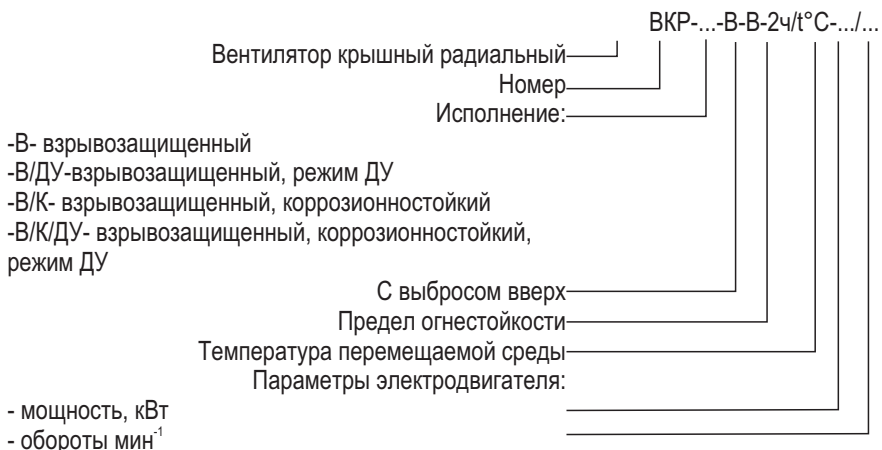 ВКР-...-В-В-2ч/t°С-.../...
Вентилятор крышный радиальный
Номер
Исполнение:
-В- взрывозащищенный
-В/ДУ-взрывозащищенный, режим ДУ
-В/К- взрывозащищенный, коррозионностойкий
-В/К/ДУ- взрывозащищенный, коррозионностойкий,
режим ДУ
С выбросом вверх
Предел огнестойкости
Температура перемещаемой среды
Параметры электродвигателя:
- мощность, кВт
- обороты мин⁻¹